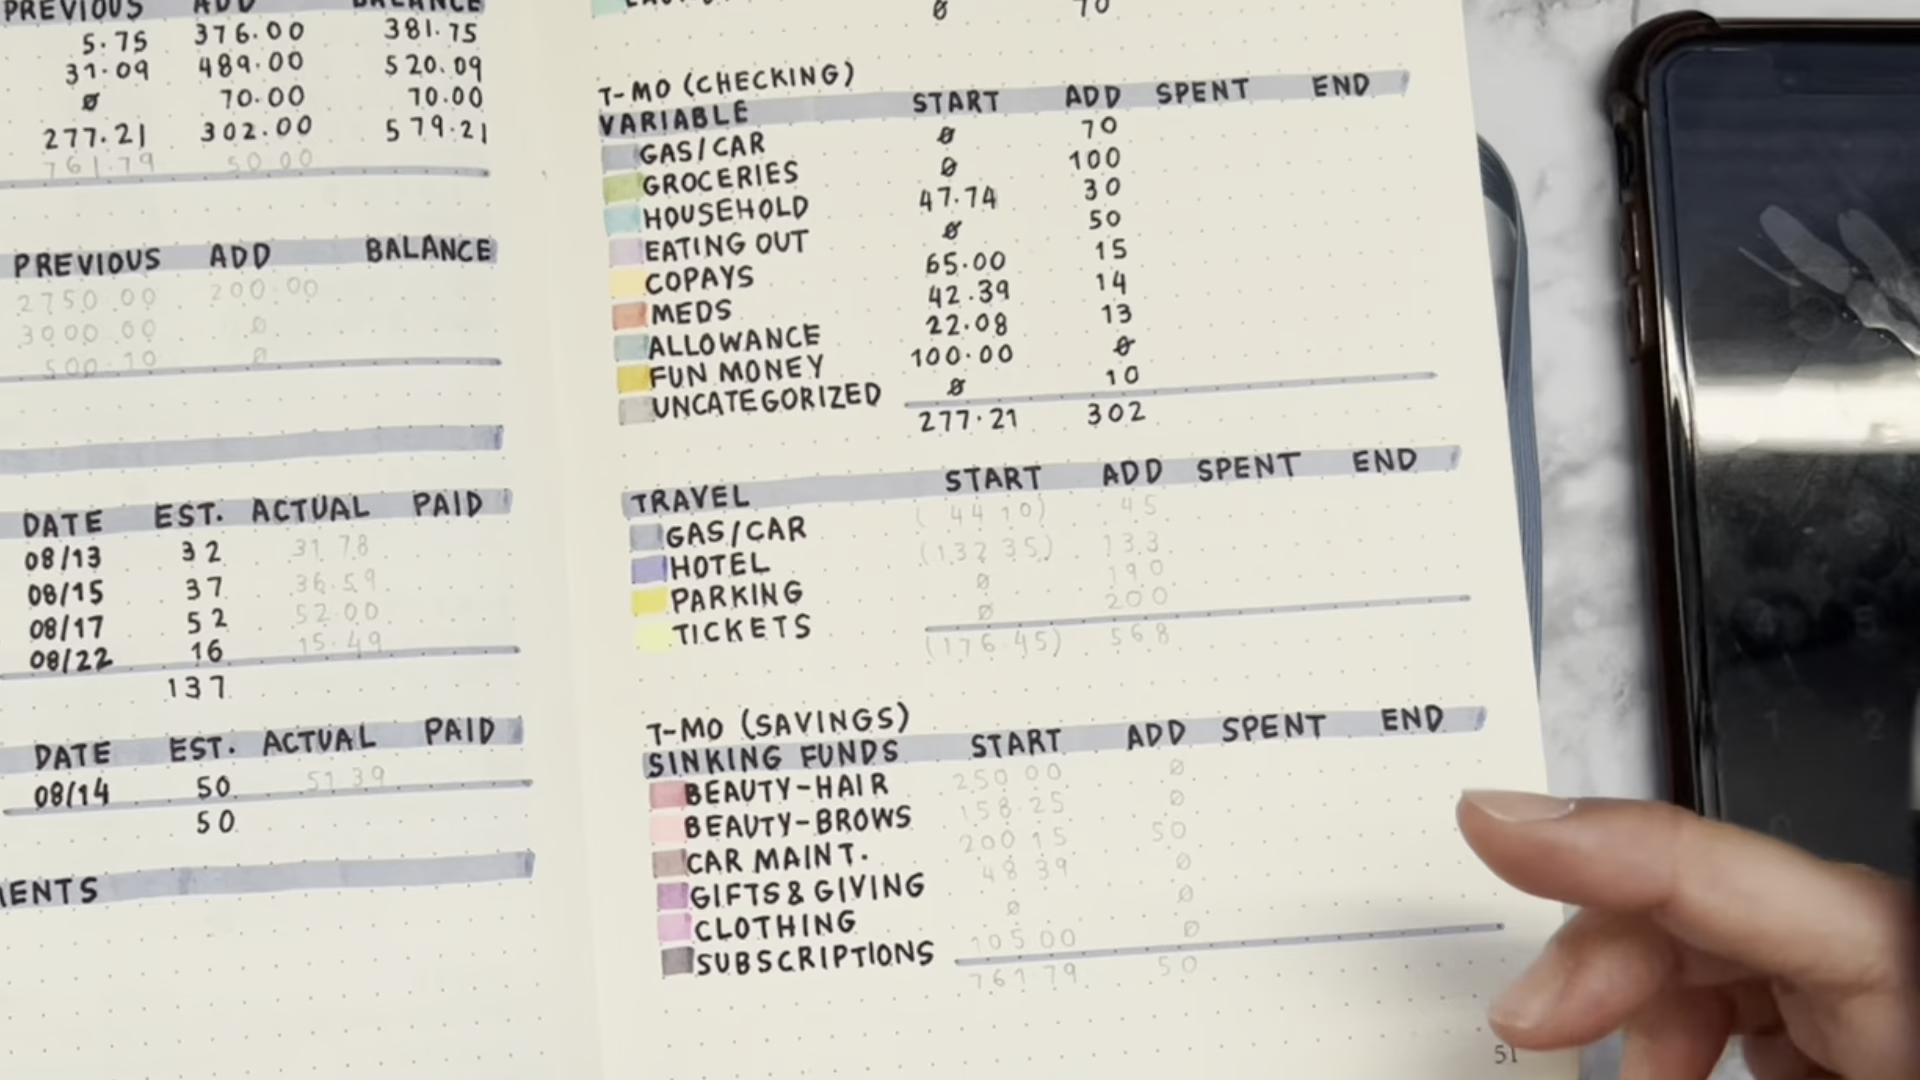 PREVIOUS ADD BALANCE
5.75 376.00 381.75
31.09 489.00 520.09
Ø 70.00 70.00
277.21 302.00 579.21
761.79 50.00
PREVIOUS ADD BALANCE
2750.00 200.00
3000.00 Ø
500.10 Ø
DATE EST. ACTUAL PAID
08/13 32 31.78
08/15 37 36.59
08/17 52 52.00
08/22 16 15.49
137
DATE EST. ACTUAL PAID
08/14 50 51.39
50
Ø 70
T-MO (CHECKING)
VARIABLE START ADD SPENT END
GAS/CAR Ø 70
GROCERIES Ø 100
HOUSEHOLD 47.74 30
EATING OUT Ø 50
COPAYS 65.00 15
MEDS 42.39 14
ALLOWANCE 22.08 13
FUN MONEY 100.00 Ø
UNCATEGORIZED Ø 10
277.21 302
TRAVEL START ADD SPENT END
GAS/CAR (44 10) 45
HOTEL (132 35) 133
PARKING Ø 190
TICKETS Ø 200
(176.45) 568
T-MO (SAVINGS)
SINKING FUNDS START ADD SPENT END
BEAUTY-HAIR 250 00 Ø
BEAUTY-BROWS 158.25 Ø
CAR MAINT. 200 15 50
GIFTS & GIVING 48 39 Ø
CLOTHING Ø Ø
SUBSCRIPTIONS 105 00 Ø
761 79 50
51